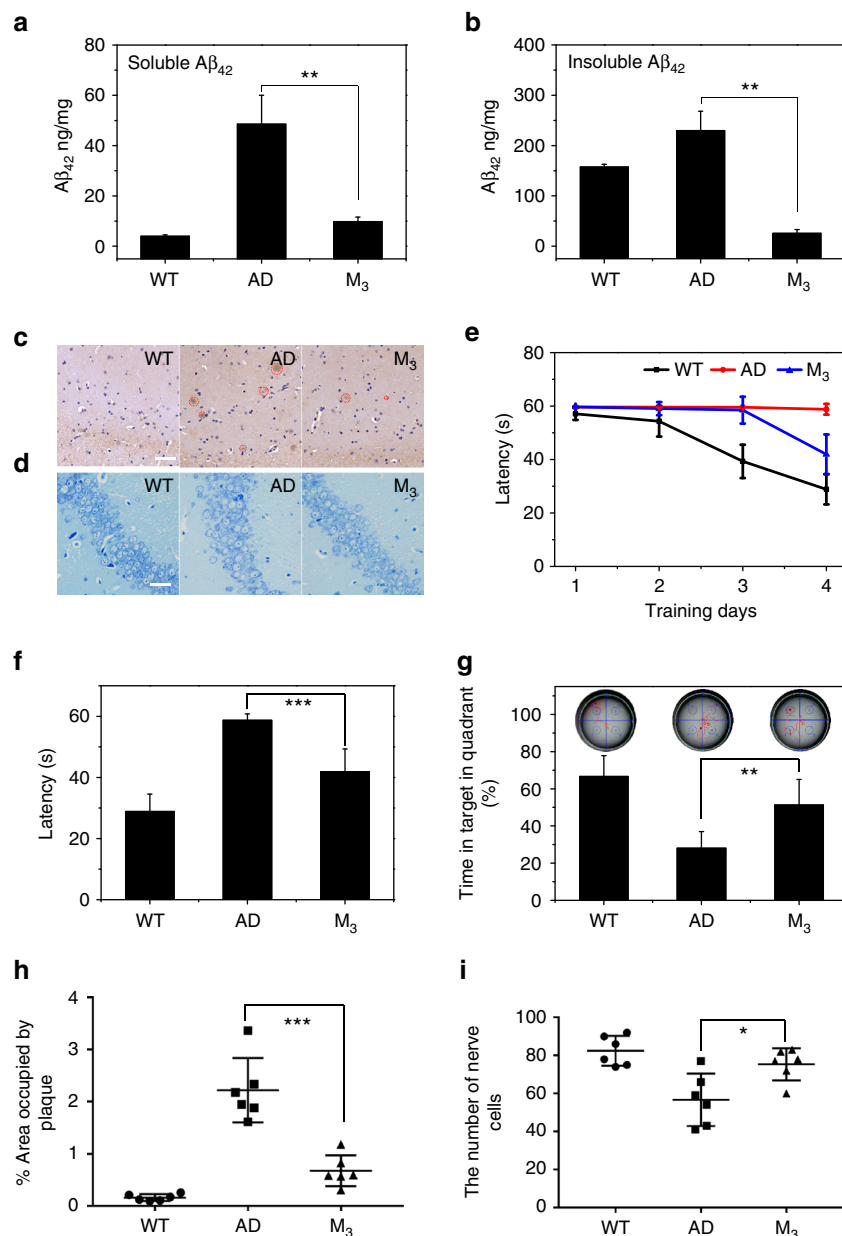 a
80
60
40
20
0
Aβ42 ng/mg
Soluble Aβ42
**
WT AD M3
b
400
300
200
100
0
Aβ42 ng/mg
Insoluble Aβ42
**
WT AD M3
c
WT AD M3
d
WT AD M3
e
80
60
40
20
0
Latency (s)
WT AD M3
1 2 3 4
Training days
f
60
40
20
0
Latency (s)
***
WT AD M3
g
100
80
60
40
20
0
Time in target in quadrant
(%)
**
WT AD M3
h
4
3
2
1
0
% Area occupied by
plaque
***
WT AD M3
i
100
80
60
40
20
0
The number of nerve
cells
*
WT AD M3